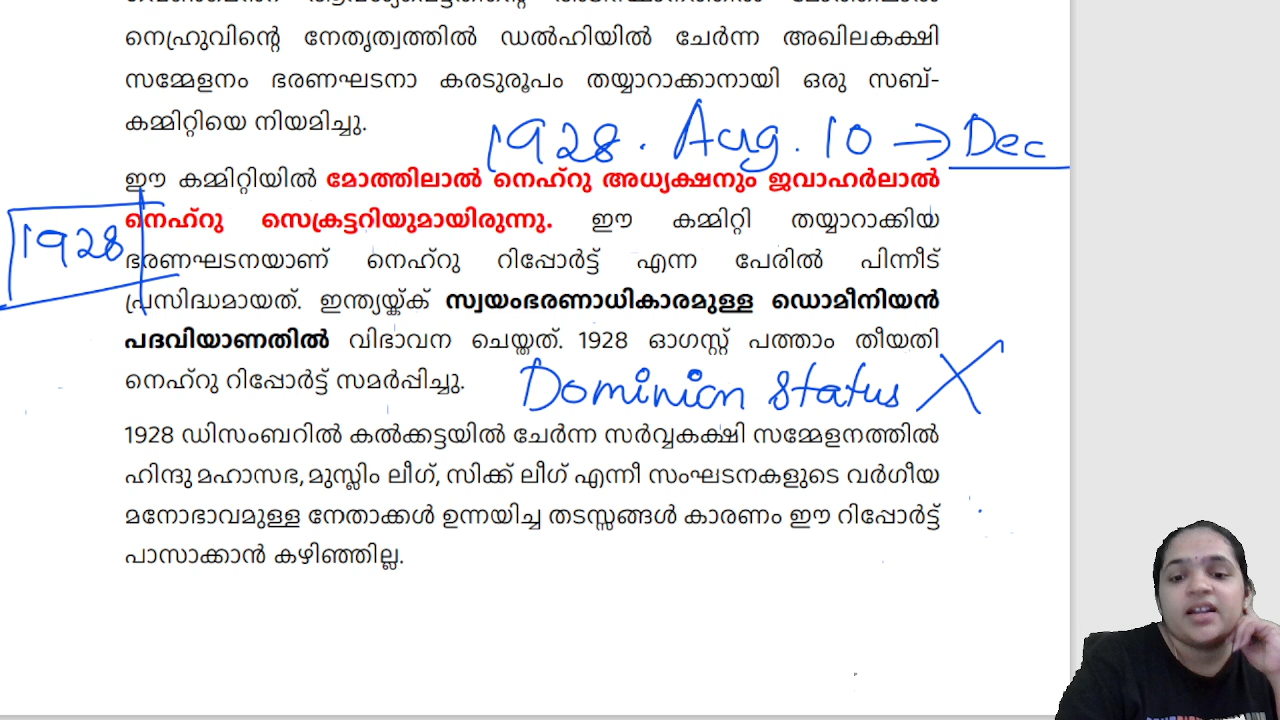 നെഹ്രുവിന്റെ നേതൃത്വത്തിൽ ഡൽഹിയിൽ ചേർന്ന അഖിലകക്ഷി
സമ്മേളനം ഭരണഘടനാ കരടുരൂപം തയ്യാറാക്കാനായി ഒരു സബ്-
കമ്മിറ്റിയെ നിയമിച്ചു.
1928. Aug. 10 → Dec
ഈ കമ്മിറ്റിയിൽ മോത്തിലാൽ നെഹ്റു അധ്യക്ഷനും ജവാഹർലാൽ
നെഹ്റു സെക്രട്ടറിയുമായിരുന്നു. ഈ കമ്മിറ്റി തയ്യാറാക്കിയ
1928
ഭരണഘടനയാണ് നെഹ്റു റിപ്പോർട്ട് എന്ന പേരിൽ പിന്നീട്
പ്രസിദ്ധമായത്. ഇന്ത്യയ്ക്ക് സ്വയംഭരണാധികാരമുള്ള ഡൊമീനിയൻ
പദവിയാണതിൽ വിഭാവന ചെയ്തത്. 1928 ഓഗസ്റ്റ് പത്താം തീയതി
നെഹ്റു റിപ്പോർട്ട് സമർപ്പിച്ചു.
Dominion status X
1928 ഡിസംബറിൽ കൽക്കട്ടയിൽ ചേർന്ന സർവ്വകക്ഷി സമ്മേളനത്തിൽ
ഹിന്ദു മഹാസഭ, മുസ്ലിം ലീഗ്, സിക്ക് ലീഗ് എന്നീ സംഘടനകളുടെ വർഗീയ
മനോഭാവമുള്ള നേതാക്കൾ ഉന്നയിച്ച തടസ്സങ്ങൾ കാരണം ഈ റിപ്പോർട്ട്
പാസാക്കാൻ കഴിഞ്ഞില്ല.